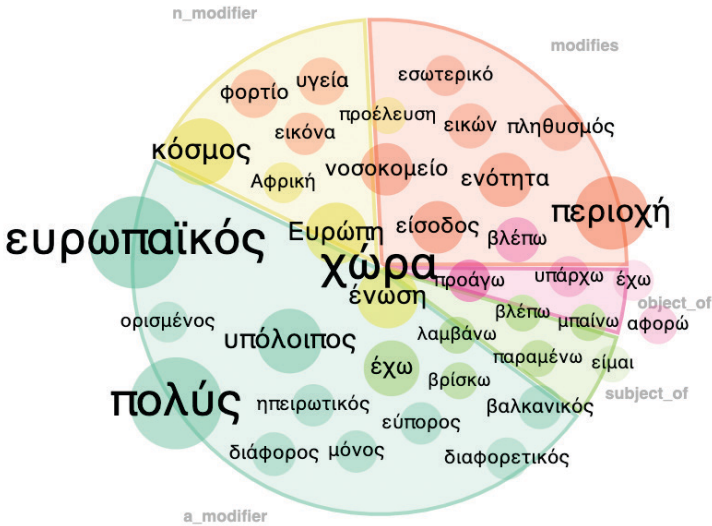 n_modifier
modifies
εσωτερικό
φορτίο υγεία
προέλευση
εικόνα
εικών πληθυσμός
κόσμος
Αφρική
νοσοκομείο
ενότητα
περιοχή
Ευρώπη
είσοδος
βλέπω
ευρωπαϊκός
χώρα
προάγω
υπάρχω
έχω
ένωση
object_of
ορισμένος
υπόλοιπος
λαμβάνω
βλέπω
μπαίνω
αφορώ
έχω
παραμένω
είμαι
βρίσκω
subject_of
πολύς
ηπειρωτικός
εύπορος
βαλκανικός
διάφορος
μόνος
διαφορετικός
a_modifier